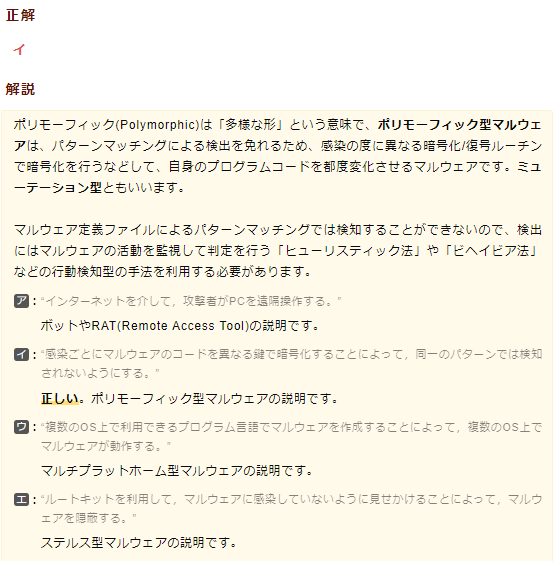 正解
イ
解説
ポリモーフィック(Polymorphic)は「多様な形」という意味で、ポリモーフィック型マルウェ
アは、パターンマッチングによる検出を免れるため、感染の度に異なる暗号化/復号ルーチン
で暗号化を行うなどして、自身のプログラムコードを都度変化させるマルウェアです。ミュ
ーテーション型ともいいます。
マルウェア定義ファイルによるパターンマッチングでは検知することができないので、検出
にはマルウェアの活動を監視して判定を行う「ヒューリスティック法」や「ビヘイビア法」
などの行動検知型の手法を利用する必要があります。
ア："インターネットを介して，攻撃者がPCを遠隔操作する。"
ボットやRAT(Remote Access Tool)の説明です。
イ："感染ごとにマルウェアのコードを異なる鍵で暗号化することによって，同一のパターンでは検知
されないようにする。"
正しい。ポリモーフィック型マルウェアの説明です。
ウ："複数のOS上で利用できるプログラム言語でマルウェアを作成することによって，複数のOS上で
マルウェアが動作する。"
マルチプラットホーム型マルウェアの説明です。
エ："ルートキットを利用して，マルウェアに感染していないように見せかけることによって，マルウ
ェアを隠蔽する。"
ステルス型マルウェアの説明です。